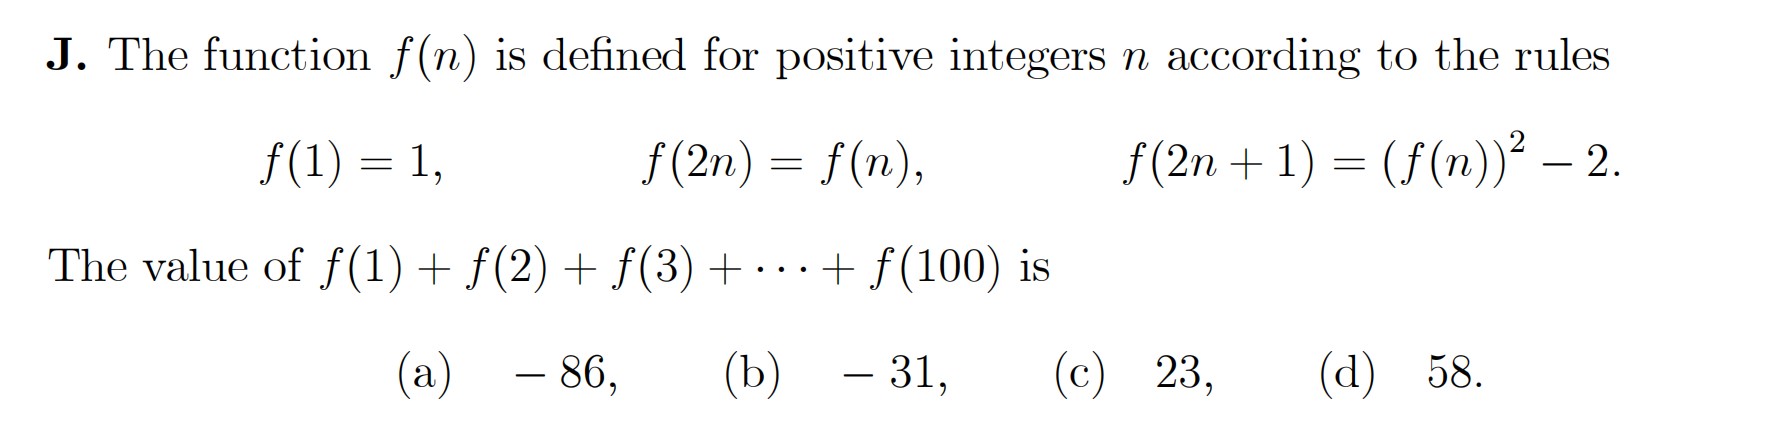 J. The function f(n) is defined for positive integers n according to the rules
f(1) = 1, f(2n) = f(n), f(2n + 1) = (f(n))² − 2.
The value of f(1) + f(2) + f(3) + ··· + f(100) is
(a) − 86, (b) − 31, (c) 23, (d) 58.